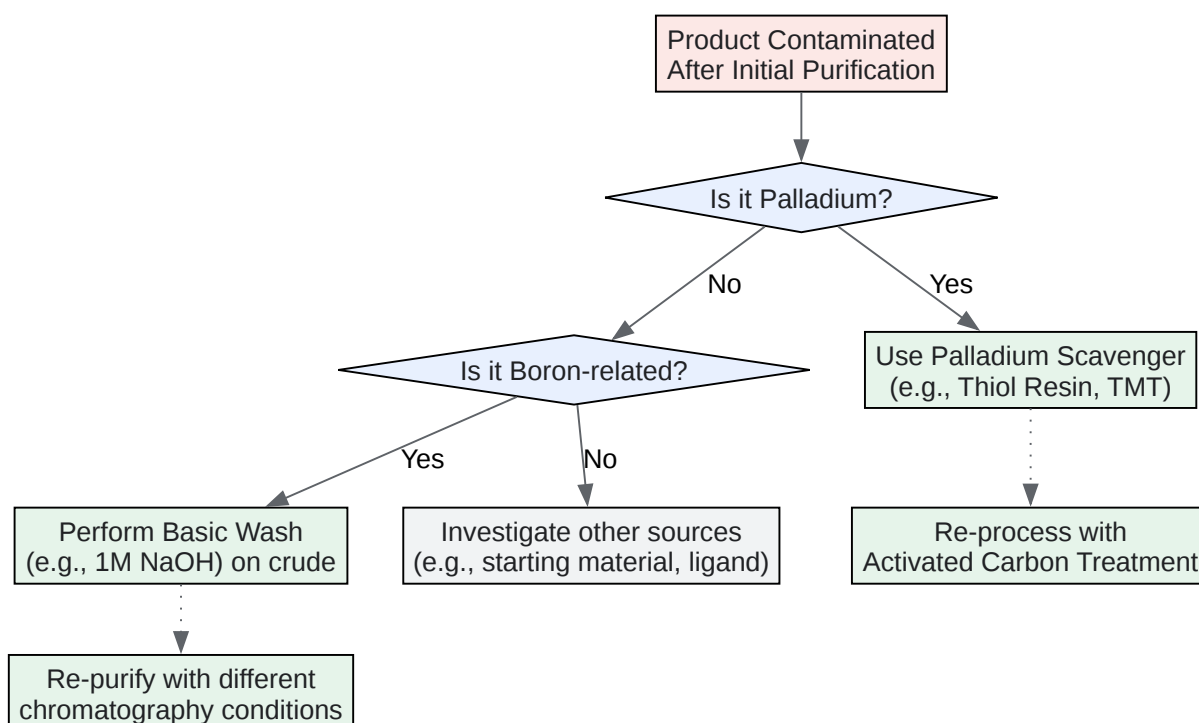 Product Contaminated
After Initial Purification
Is it Palladium?
No
Yes
Is it Boron-related?
Use Palladium Scavenger
(e.g., Thiol Resin, TMT)
Yes
No
Perform Basic Wash
(e.g., 1M NaOH) on crude
Investigate other sources
(e.g., starting material, ligand)
Re-process with
Activated Carbon Treatment
Re-purify with different
chromatography conditions